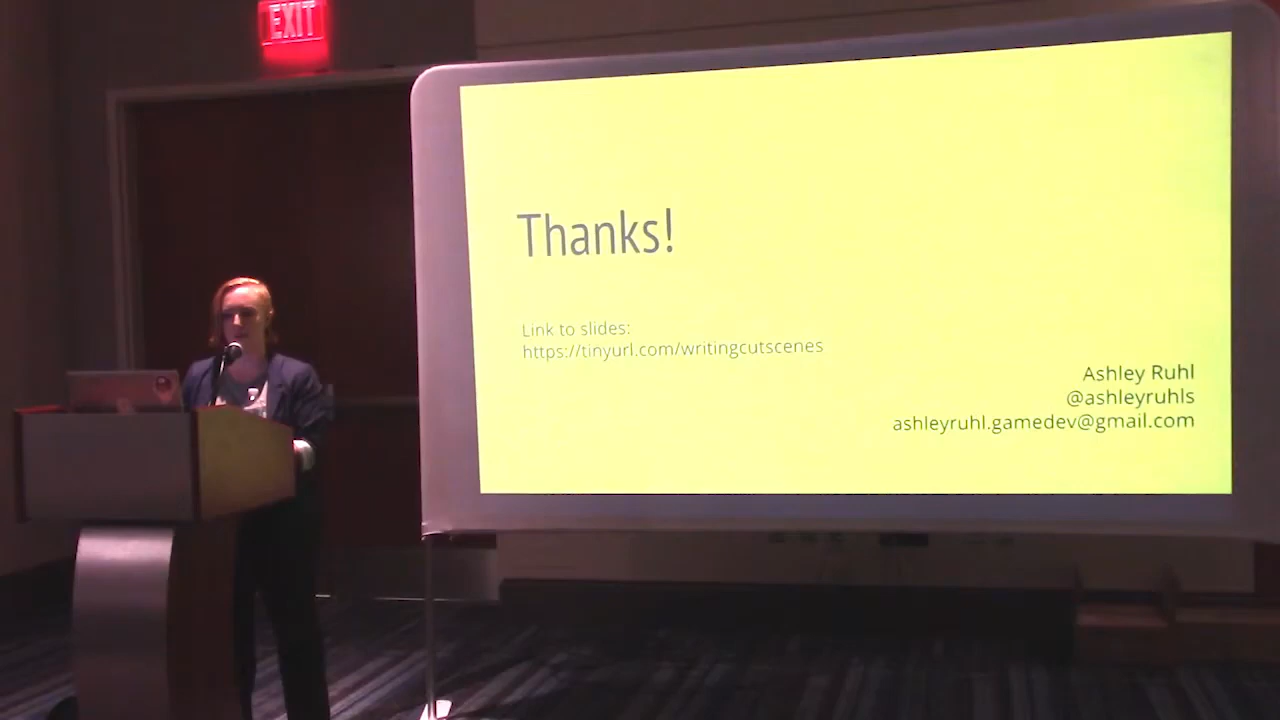 EXIT
Thanks!
Link to slides:
https://tinyurl.com/writingcutscenes
Ashley Ruhl
@ashleyruhls
ashleyruhl.gamedev@gmail.com